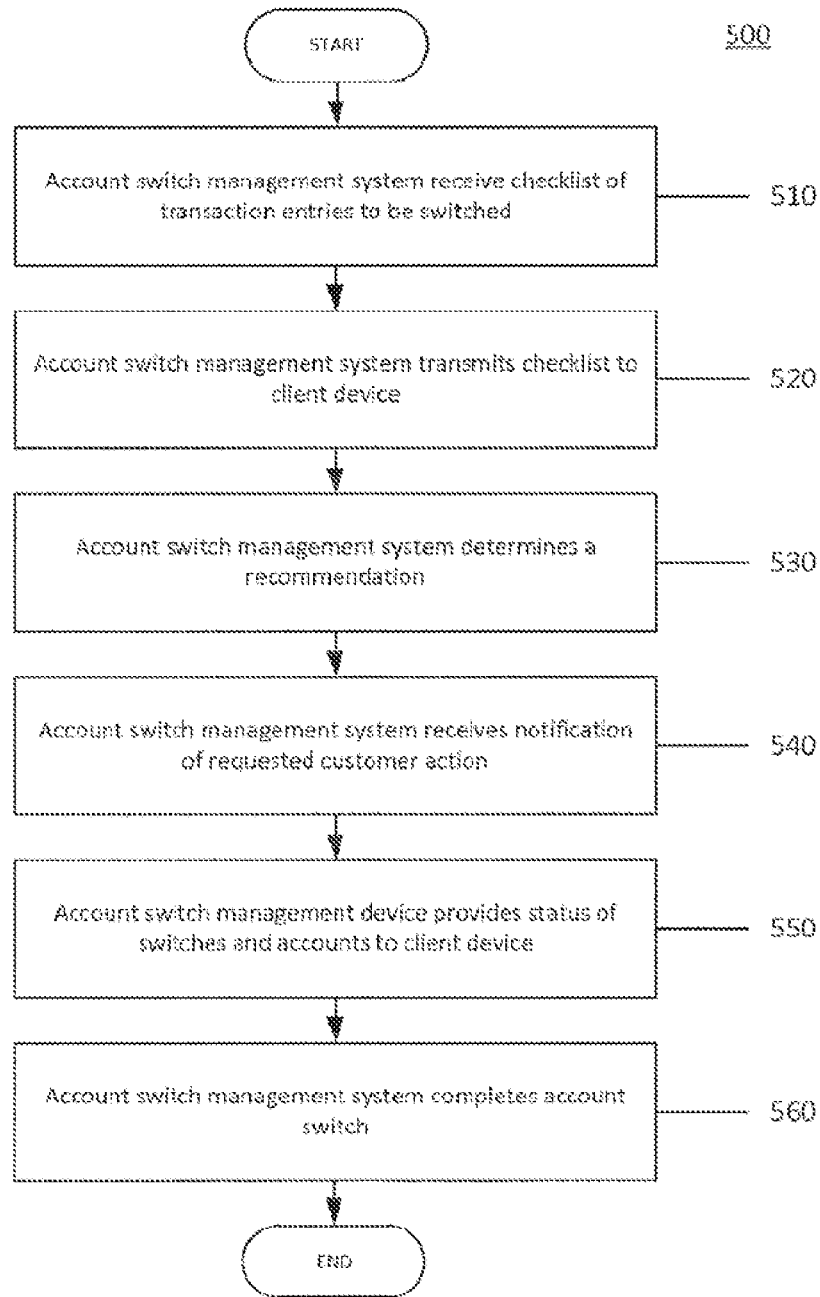 START
500
Account switch management system receive checklist of
transaction entries to be switched
510
Account switch management system transmits checklist to
client device
520
Account switch management system determines a
recommendation
530
Account switch management system receives notification
of requested customer action
540
Account switch management device provides status of
switches and accounts to client device
550
Account switch management system completes account
switch
560
END